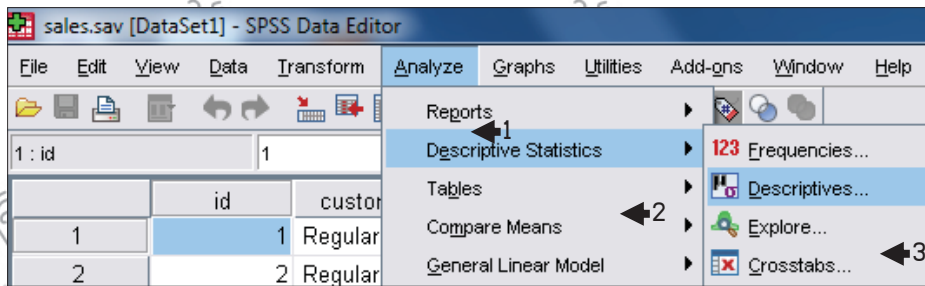 sales.sav [DataSet1] - SPSS Data Editor
File Edit View Data Transform Analyze Graphs Utilities Add-ons Window Help
Reports
1
1 : id 1
Descriptive Statistics
123 Frequencies...
id custor
Tables
μσ Descriptives...
2
1 1 Regular
Compare Means
Explore...
3
2 2 Regular
General Linear Model
Crosstabs...